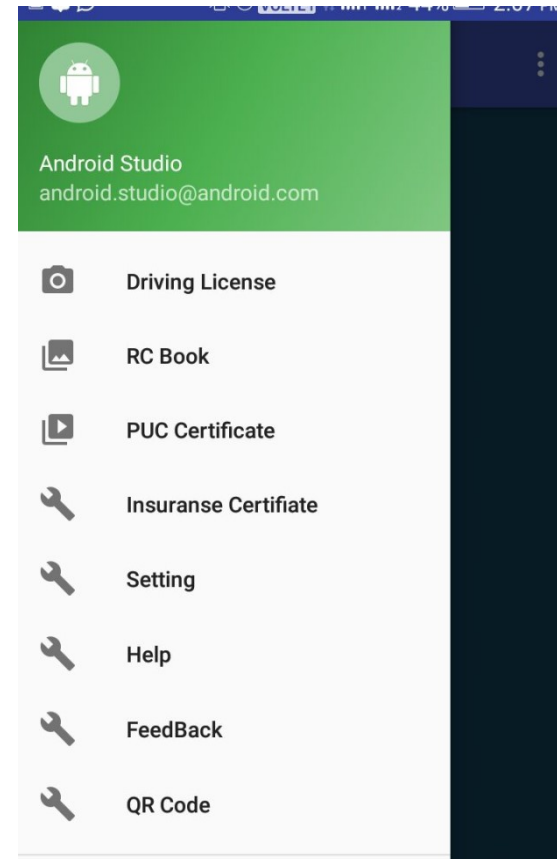 Android Studio
android.studio@android.com
Driving License
RC Book
PUC Certificate
Insuranse Certifiate
Setting
Help
FeedBack
QR Code